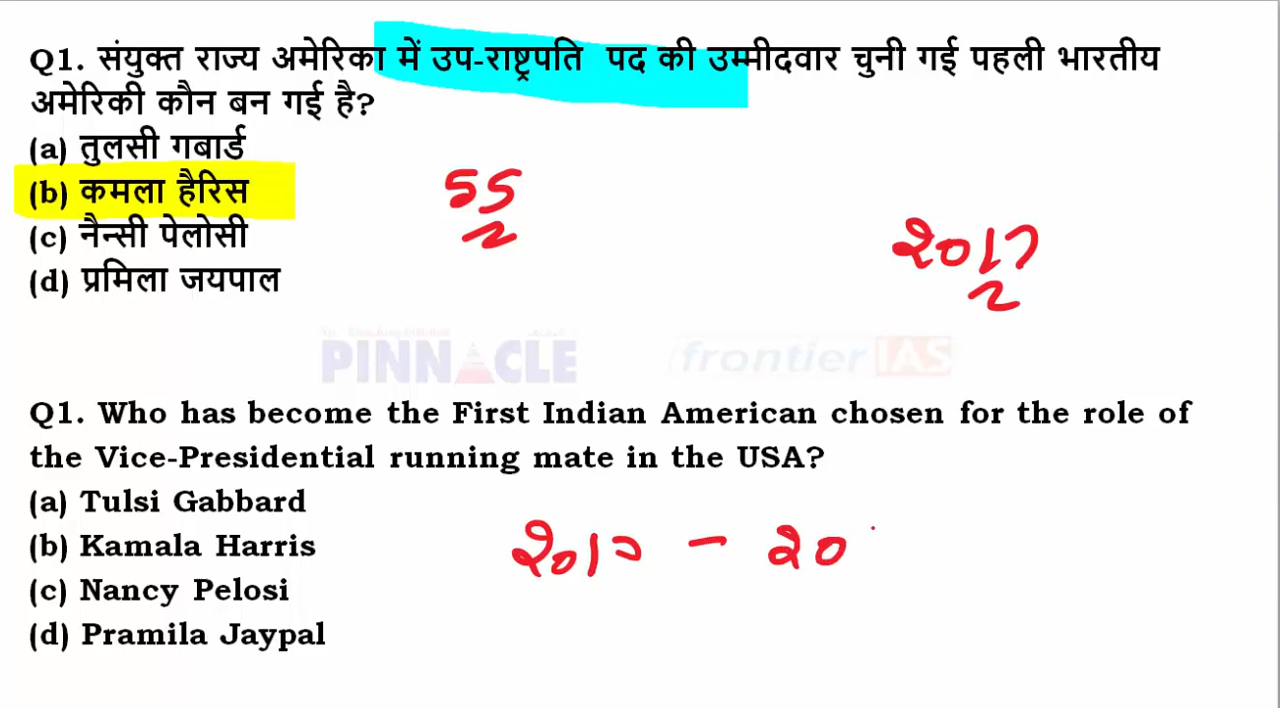 Q1. संयुक्त राज्य अमेरिका में उप-राष्ट्रपति पद की उम्मीदवार चुनी गई पहली भारतीय
अमेरिकी कौन बन गई है?
(a) तुलसी गबार्ड
(b) कमला हैरिस
55
(c) नैन्सी पेलोसी
2017
(d) प्रमिला जयपाल
PINNACLE frontier IAS
Q1. Who has become the First Indian American chosen for the role of
the Vice-Presidential running mate in the USA?
(a) Tulsi Gabbard
(b) Kamala Harris
20
(c) Nancy Pelosi
(d) Pramila Jaypal